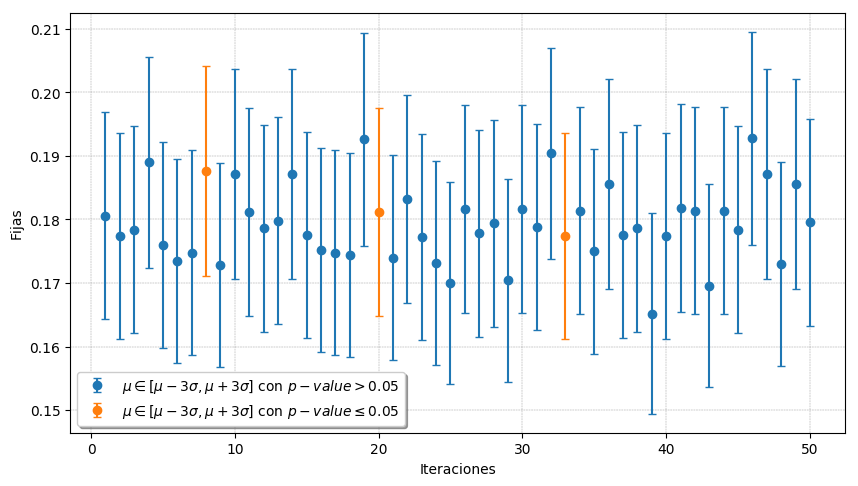 0.21
0.20
0.19
0.18
0.17
0.16
0.15
Fijas
μ ∈ [μ − 3σ, μ + 3σ] con p − value > 0.05
μ ∈ [μ − 3σ, μ + 3σ] con p − value ≤ 0.05
0 10 20 30 40 50
Iteraciones